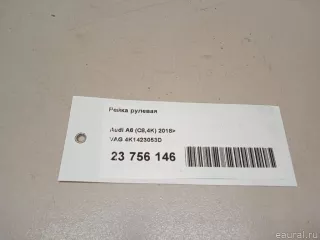 Рейка рулевая
Audi A6 (C8,4K) 2018>
VAG 4K1423053D
23 756 146
eaural.ru